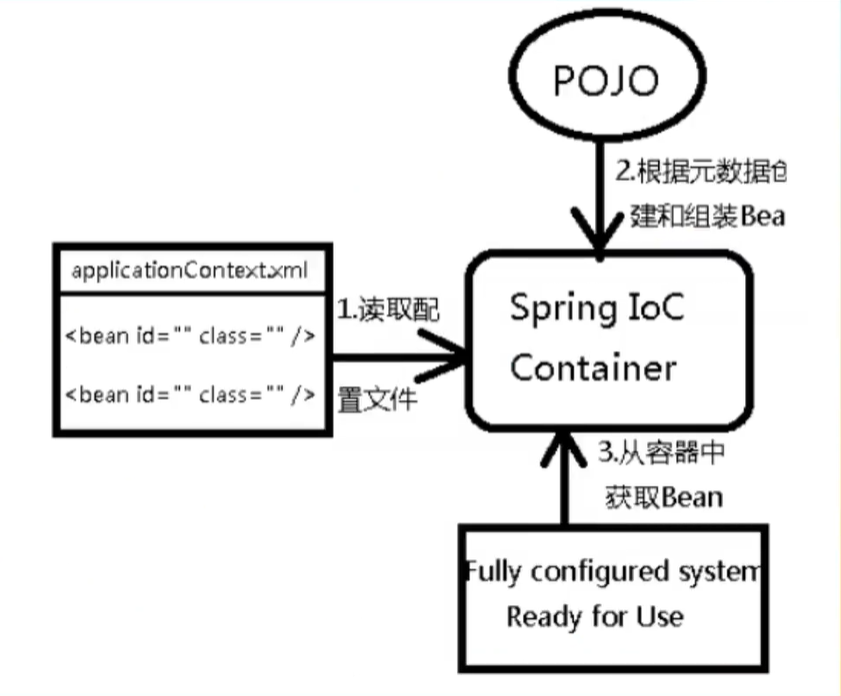 POJO
2.根据元数据创
建和组装Bea
applicationContext.xml
<bean id="" class="" />
<bean id="" class="" />
1.读取配
置文件
Spring IoC
Container
3.从容器中
获取Bean
Fully configured system
Ready for Use